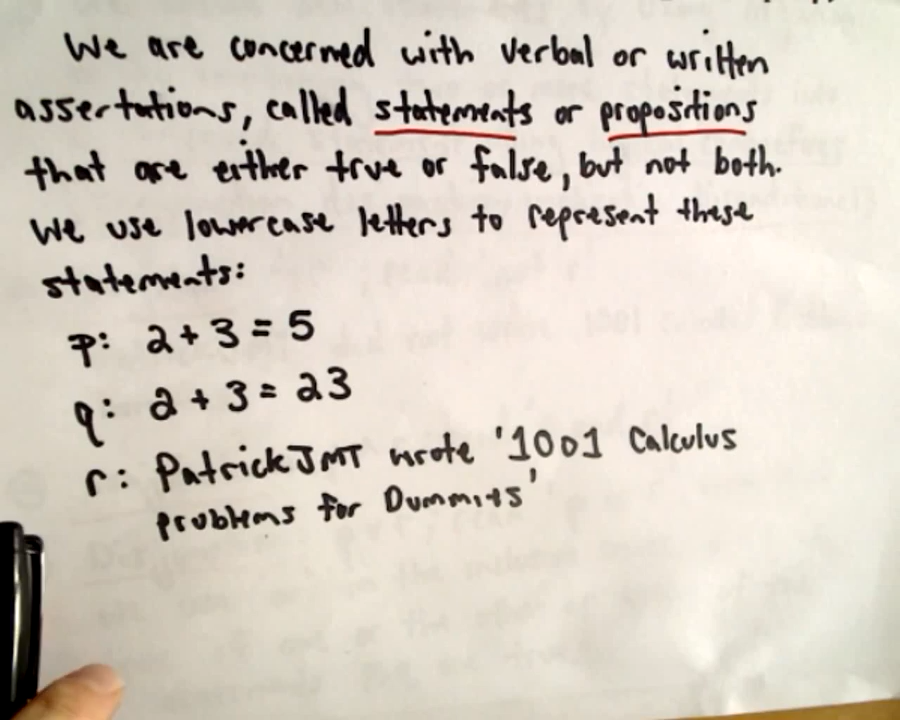 We are concerned with verbal or written
assertations, called statements or propositions
that are either true or false, but not both.
We use lowercase letters to represent these
statements:
p: 2 + 3 = 5
q: 2 + 3 = 23
r: PatrickJMT wrote '1001 Calculus
problems for Dummies'